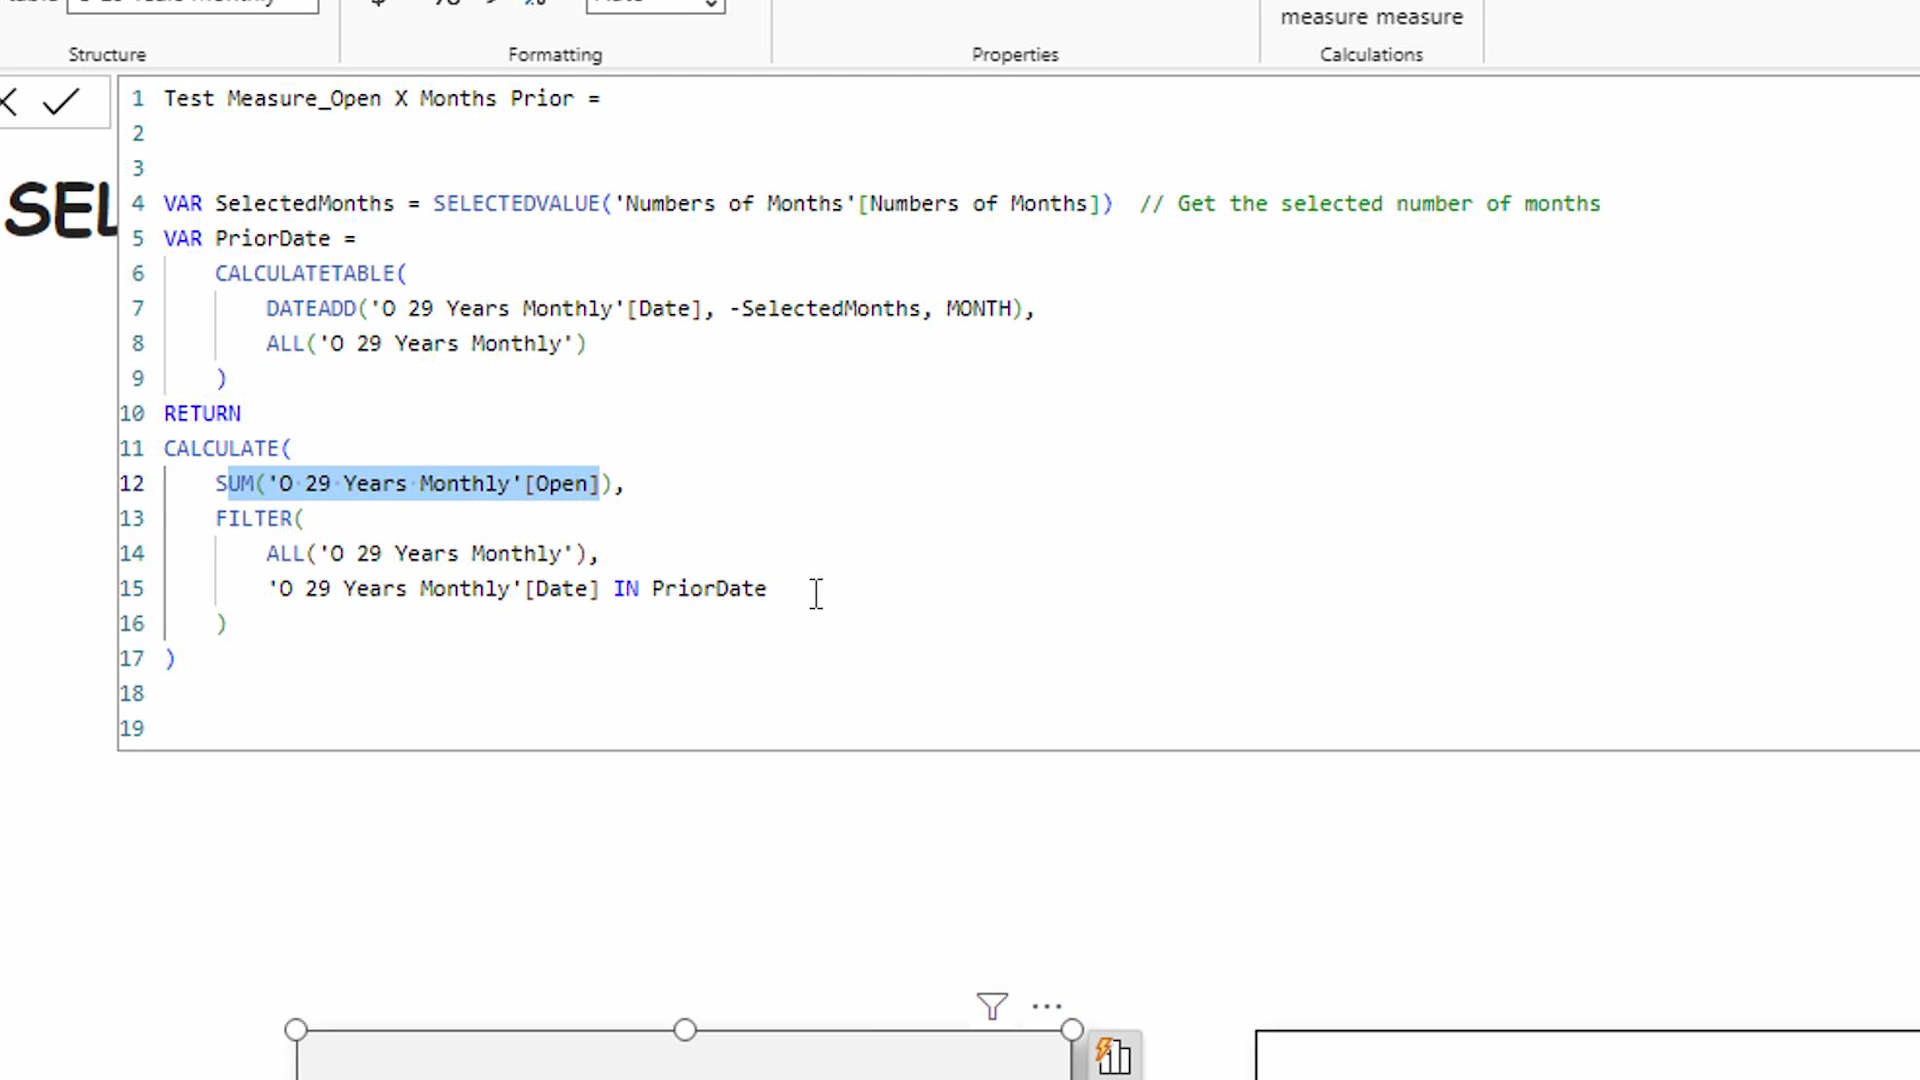 measure measure
Structure
Formatting
Properties
Calculations
1 Test Measure_Open X Months Prior =
2
3
SEL
4 VAR SelectedMonths = SELECTEDVALUE('Numbers of Months'[Numbers of Months]) // Get the selected number of months
5 VAR PriorDate =
6 CALCULATETABLE(
7 DATEADD('O 29 Years Monthly'[Date], -SelectedMonths, MONTH),
8 ALL('O 29 Years Monthly')
9 )
10 RETURN
11 CALCULATE(
12 SUM('O 29 Years Monthly'[Open]),
13 FILTER(
14 ALL('O 29 Years Monthly'),
15 'O 29 Years Monthly'[Date] IN PriorDate
16 )
17 )
18
19